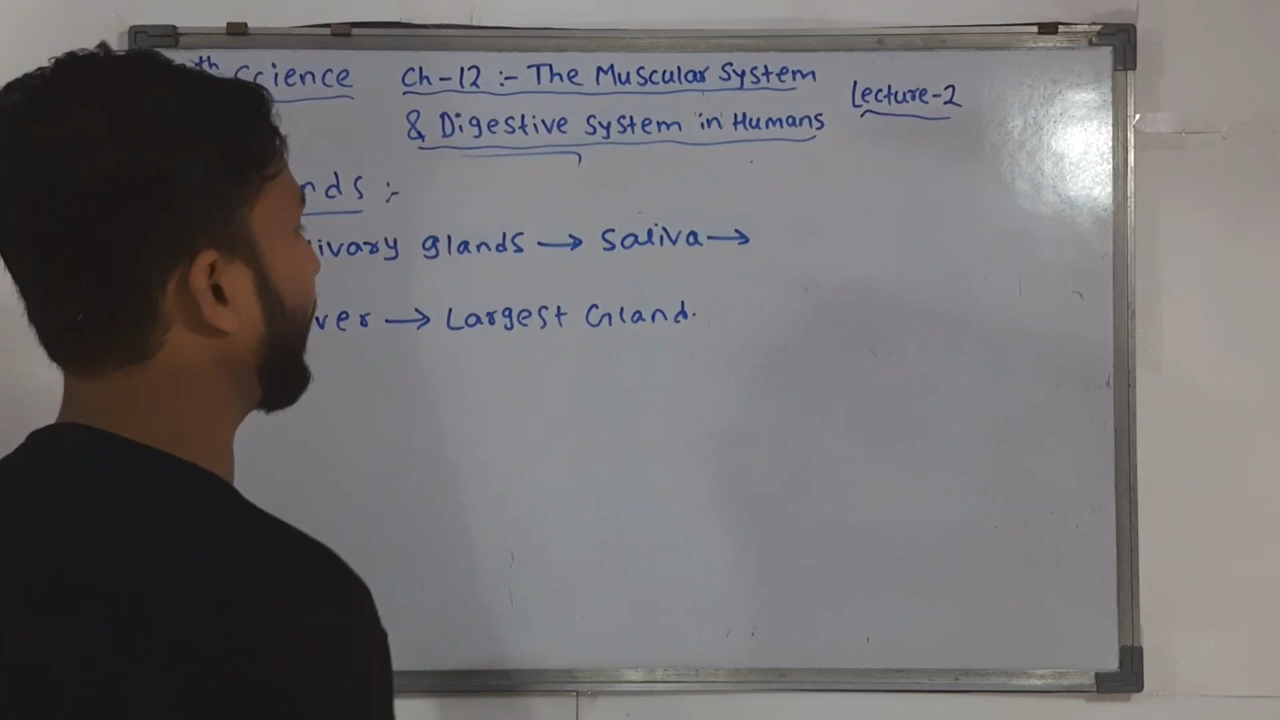 th Science Ch-12 :- The Muscular System
& Digestive System in Humans
Lecture-2
nds :-
ivary glands → Saliva →
ver → Largest Gland.